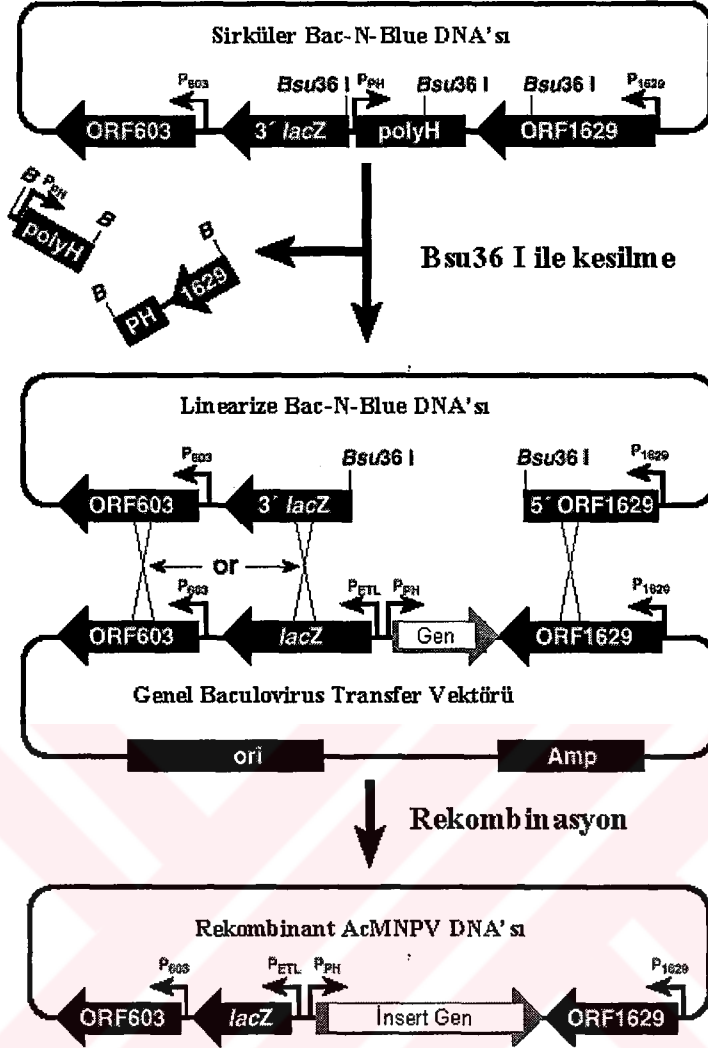 Sirküler Bac-N-Blue DNA'sı
P603 Bsu36 I PPH Bsu36 I Bsu36 I P1629
ORF603 3´ lacZ polyH ORF1629
B PPH B
polyH
B
B
PH 1629
Bsu36 I ile kesilme
Linearize Bac-N-Blue DNA'sı
P603 Bsu36 I Bsu36 I P1629
ORF603 3´ lacZ 5´ ORF1629
or
P603 PETL PPH P1629
ORF603 lacZ Gen ORF1629
Genel Baculovirus Transfer Vektörü
ori Amp
Rekombinasyon
Rekombinant AcMNPV DNA'sı
P603 PETL PPH P1629
ORF603 lacZ İnsert Gen ORF1629